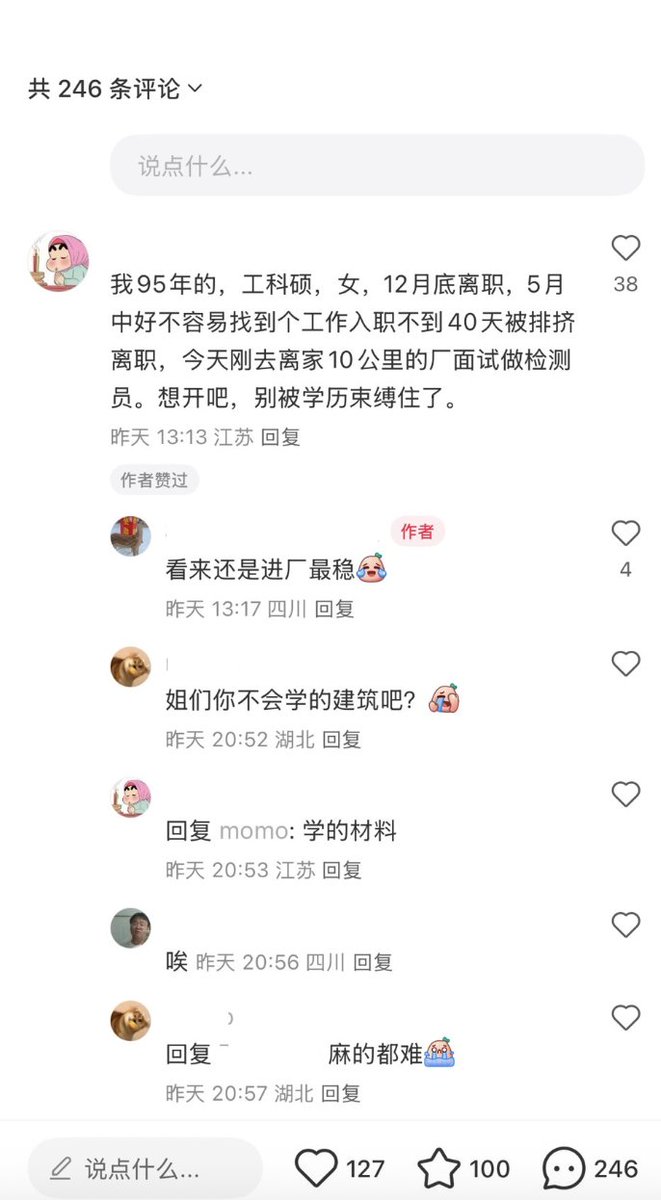 共 246 条评论
说点什么...
我95年的，工科硕，女，12月底离职，5月
中好不容易找到个工作入职不到40天被排挤
离职，今天刚去离家10公里的厂面试做检测
员。想开吧，别被学历束缚住了。
38
昨天 13:13 江苏 回复
作者赞过
作者
看来还是进厂最稳
4
昨天 13:17 四川 回复
姐们你不会学的建筑吧？
昨天 20:52 湖北 回复
回复 momo: 学的材料
昨天 20:53 江苏 回复
唉 昨天 20:56 四川 回复
回复 麻的都难
昨天 20:57 湖北 回复
说点什么... 127 100 246